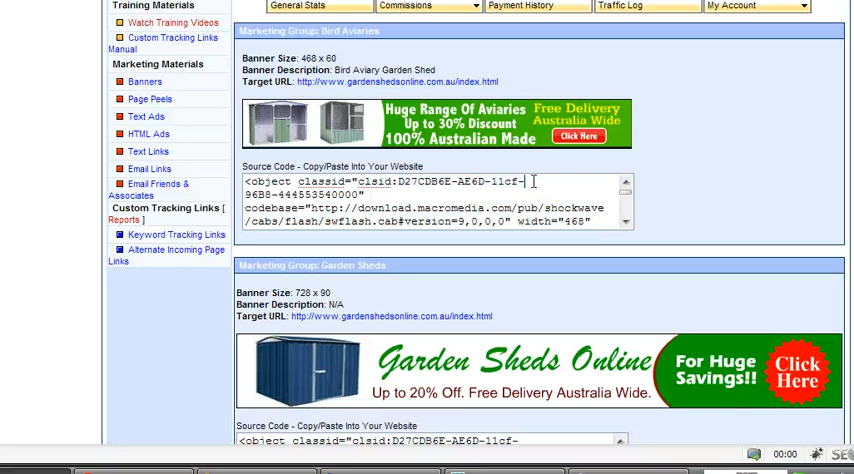 Training Materials
General Stats
Commissions
Payment History
Traffic Log
My Account
Watch Training Videos
Custom Tracking Links
Manual
Marketing Materials
Banners
Page Peels
Text Ads
HTML Ads
Text Links
Email Links
Email Friends &
Associates
Custom Tracking Links [
Reports ]
Keyword Tracking Links
Alternate Incoming Page
Links
Marketing Group: Bird Aviaries
Banner Size: 468 x 60
Banner Description: Bird Aviary Garden Shed
Target URL: http://www.gardenshedsonline.com.au/index.html
Huge Range Of Aviaries
Up to 30% Discount
100% Australian Made
Free Delivery
Australia Wide
Click Here
Source Code - Copy/Paste Into Your Website
<object classid="clsid:D27CDB6E-AE6D-11cf-
96B8-444553540000"
codebase="http://download.macromedia.com/pub/shockwave
/cabs/flash/swflash.cab#version=9,0,0,0" width="468"
Marketing Group: Garden Sheds
Banner Size: 728 x 90
Banner Description: N/A
Target URL: http://www.gardenshedsonline.com.au/index.html
Garden Sheds Online
Up to 20% Off. Free Delivery Australia Wide.
For Huge
Savings!!
Click
Here
Source Code - Copy/Paste Into Your Website
<object classid="clsid:D27CDB6E-AE6D-11cf-
00:00